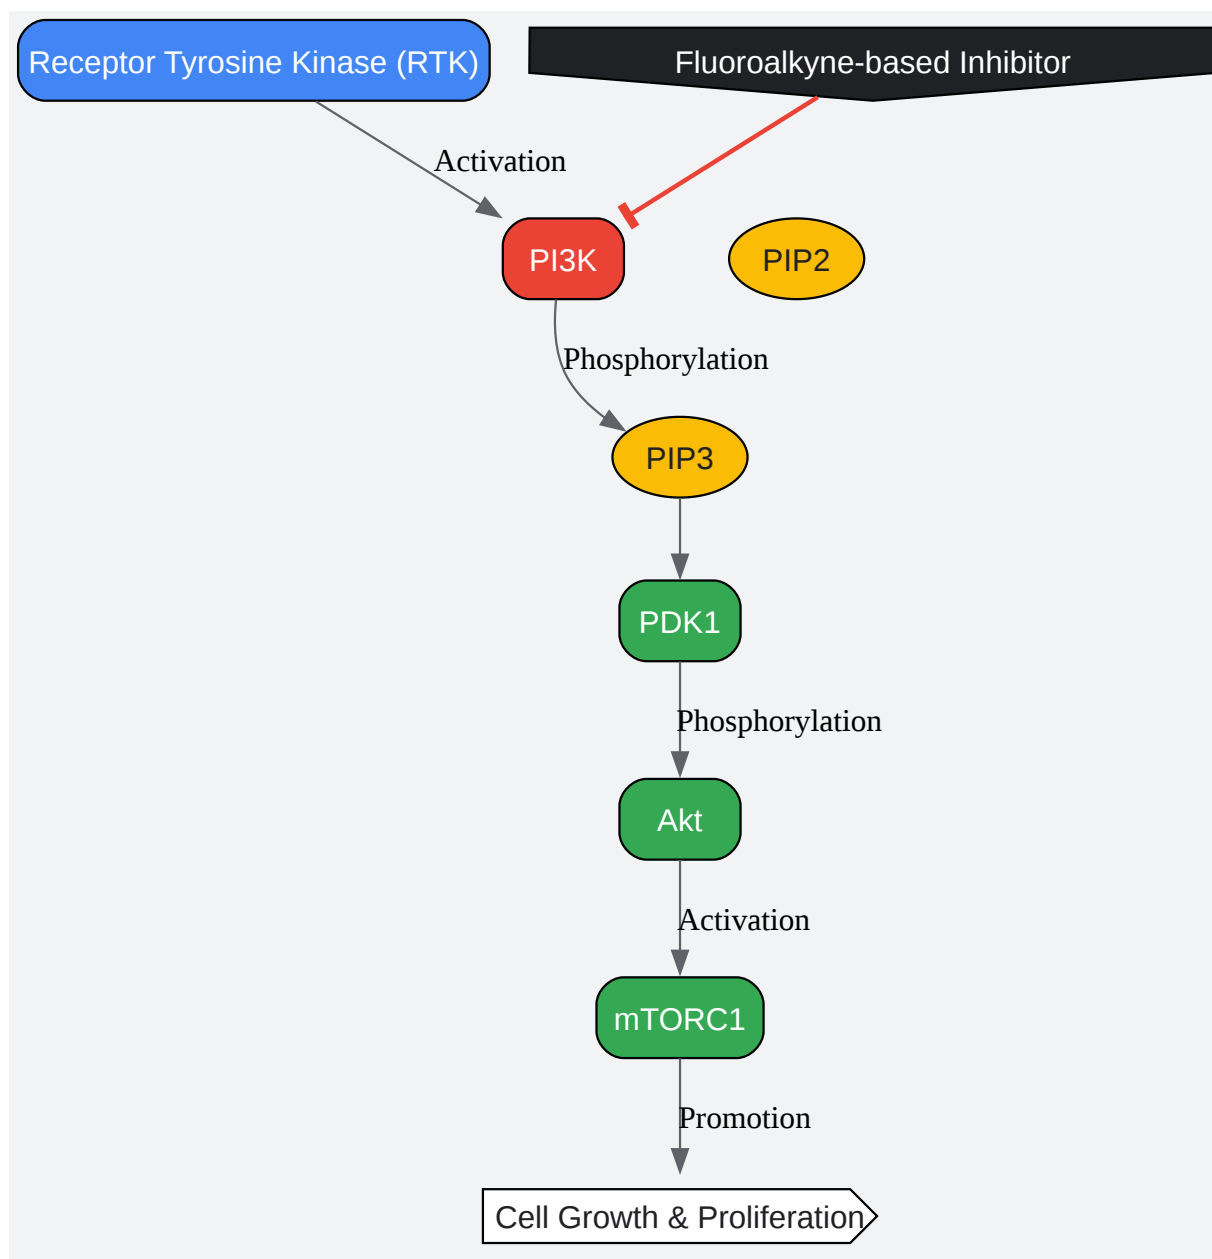 Receptor Tyrosine Kinase (RTK)
Fluoroalkyne-based Inhibitor
Activation
PI3K
PIP2
Phosphorylation
PIP3
PDK1
Phosphorylation
Akt
Activation
mTORC1
Promotion
Cell Growth & Proliferation